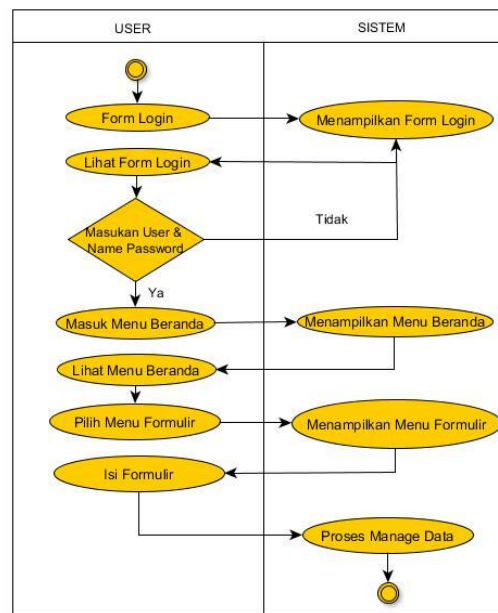 USER
SISTEM
Form Login
Menampilkan Form Login
Lihat Form Login
Masukan User &
Name Password
Tidak
Ya
Masuk Menu Beranda
Menampilkan Menu Beranda
Lihat Menu Beranda
Pilih Menu Formulir
Menampilkan Menu Formulir
Isi Formulir
Proses Manage Data